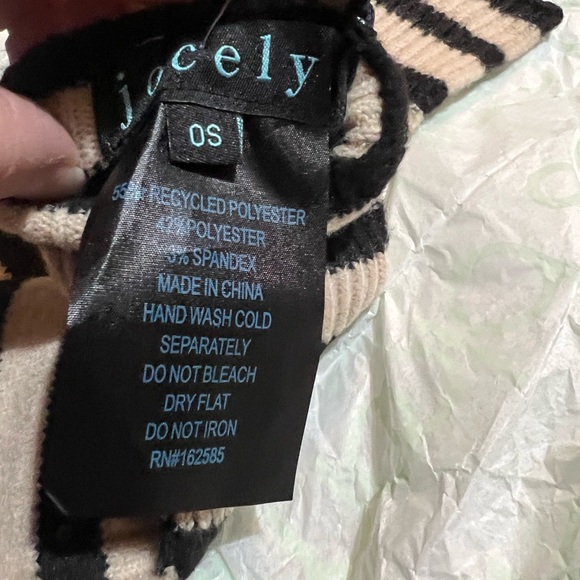 jocely
OS
55% RECYCLED POLYESTER
42% POLYESTER
3% SPANDEX
MADE IN CHINA
HAND WASH COLD
SEPARATELY
DO NOT BLEACH
DRY FLAT
DO NOT IRON
RN#162585